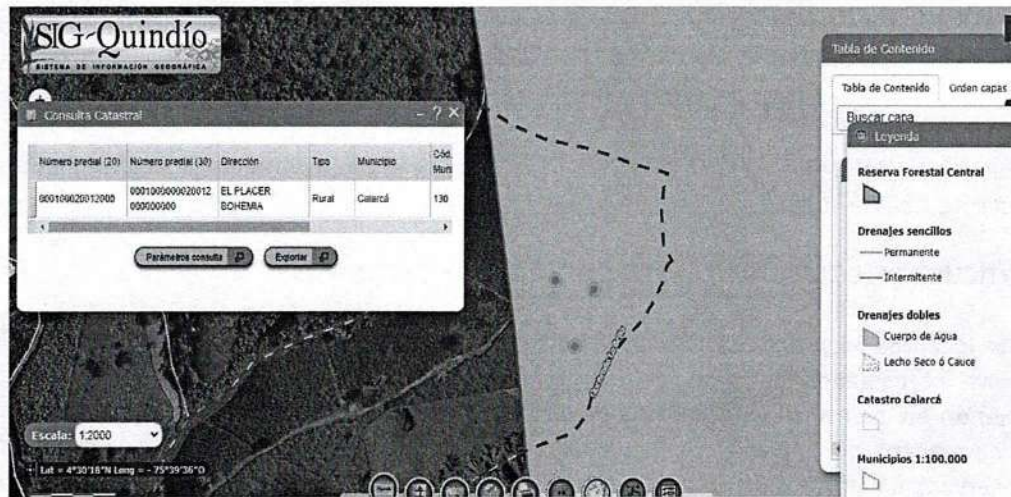 SIG-Quindío
SISTEMA DE INFORMACIÓN GEOGRÁFICA
Consulta Catastral
Número predial (20) Número predial (30) Dirección Tipo Municipio Cód. Muni
000100020012000 0001000000020012 000000000 EL PLACER BOHEMIA Rural Calarcá 130
Parámetros consulta Exportar
Escala: 1:2000
Lat = 4°30'16"N Long = - 75°39'36"O
Tabla de Contenido
Tabla de Contenido Orden capas
Buscar capa
Leyenda
Reserva Forestal Central
Drenajes sencillos
Permanente
Intermitente
Drenajes dobles
Cuerpo de Agua
Lecho Seco ó Cauce
Catastro Calarcá
Municipios 1:100.000